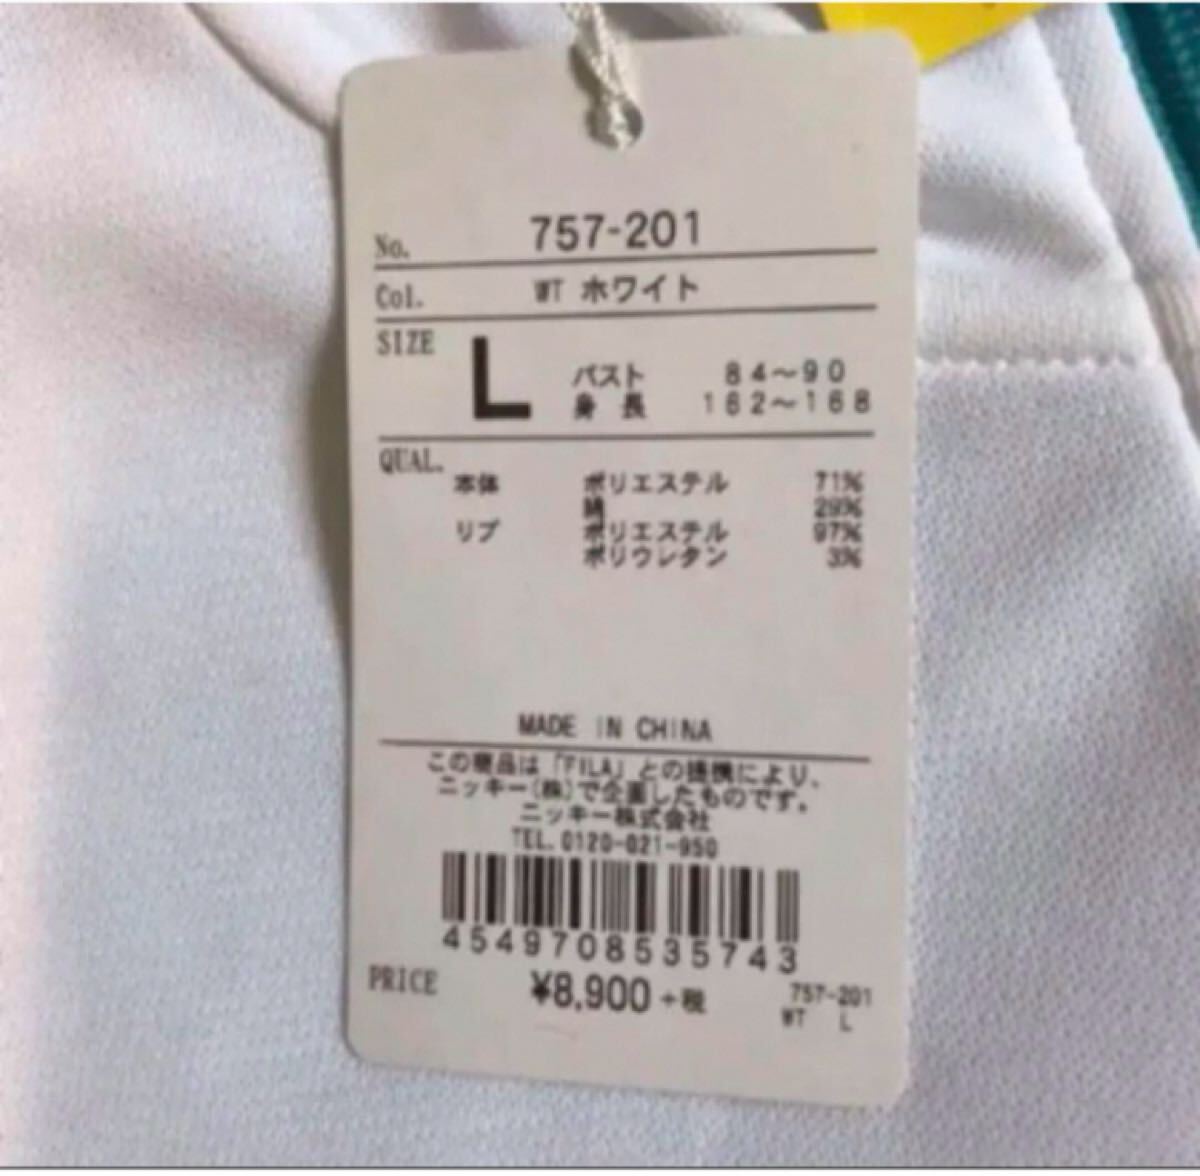 No. 757-201
Col. WT ホワイト
SIZE L バスト 84～90
身長 162～168
QUAL.
本体 ポリエステル 71%
綿 29%
リブ ポリエステル 97%
ポリウレタン 3%
MADE IN CHINA
この商品は「FILA」との提携により、
ニッキー(株)で企画したものです。
ニッキー株式会社
TEL.0120-021-950
4549708535743
PRICE ¥8,900 +税
757-201
WT L